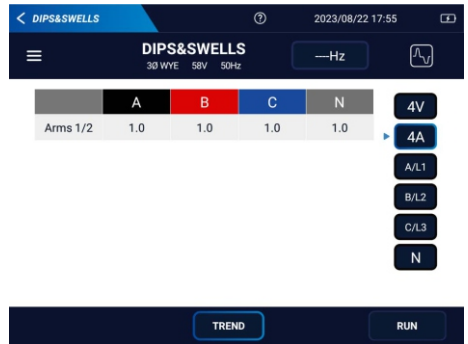 DIPS&SWELLS 2023/08/22 17:55
DIPS&SWELLS
3Ø WYE 58V 50Hz
---Hz
A B C N
Arms 1/2 1.0 1.0 1.0 1.0
4V
4A
A/L1
B/L2
C/L3
N
TREND RUN